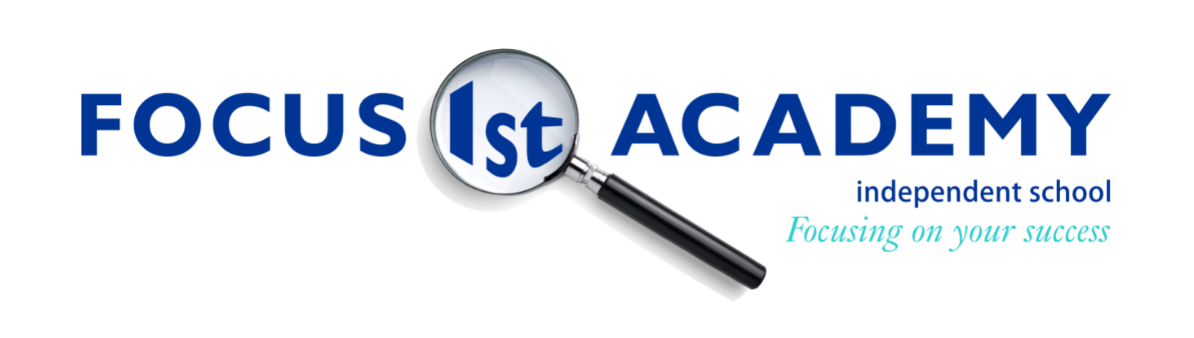 FOCUS 1st ACADEMY
independent school
Focusing on your success